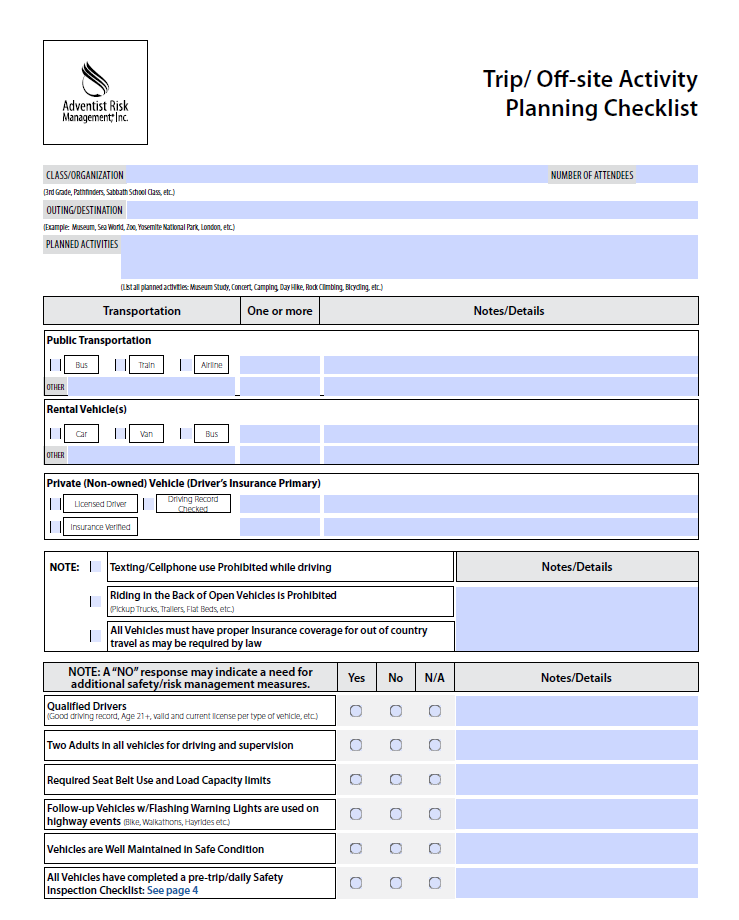 Adventist Risk
Management, Inc.
Trip/ Off-site Activity
Planning Checklist
CLASS/ORGANIZATION NUMBER OF ATTENDEES
(3rd Grade, Pathfinders, Sabbath School Class, etc.)
OUTING/DESTINATION
(Example: Museum, Sea World, Zoo, Yosemite National Park, London, etc.)
PLANNED ACTIVITIES
(List all planned activities: Museum Study, Concert, Camping, Day Hike, Rock Climbing, Bicycling, etc.)
Transportation One or more Notes/Details
Public Transportation
Bus Train Airline
OTHER
Rental Vehicle(s)
Car Van Bus
OTHER
Private (Non-owned) Vehicle (Driver's Insurance Primary)
Licensed Driver Driving Record
Checked
Insurance Verified
NOTE: Texting/Cellphone use Prohibited while driving Notes/Details
Riding in the Back of Open Vehicles is Prohibited
(Pickup Trucks, Trailers, Flat Beds, etc.)
All Vehicles must have proper Insurance coverage for out of country
travel as may be required by law
NOTE: A "NO" response may indicate a need for
additional safety/risk management measures. Yes No N/A Notes/Details
Qualified Drivers
(Good driving record, Age 21+, valid and current license per type of vehicle, etc.)
Two Adults in all vehicles for driving and supervision
Required Seat Belt Use and Load Capacity limits
Follow-up Vehicles w/Flashing Warning Lights are used on
highway events (Bike, Walkathons, Hayrides etc.)
Vehicles are Well Maintained in Safe Condition
All Vehicles have completed a pre-trip/daily Safety
Inspection Checklist: See page 4